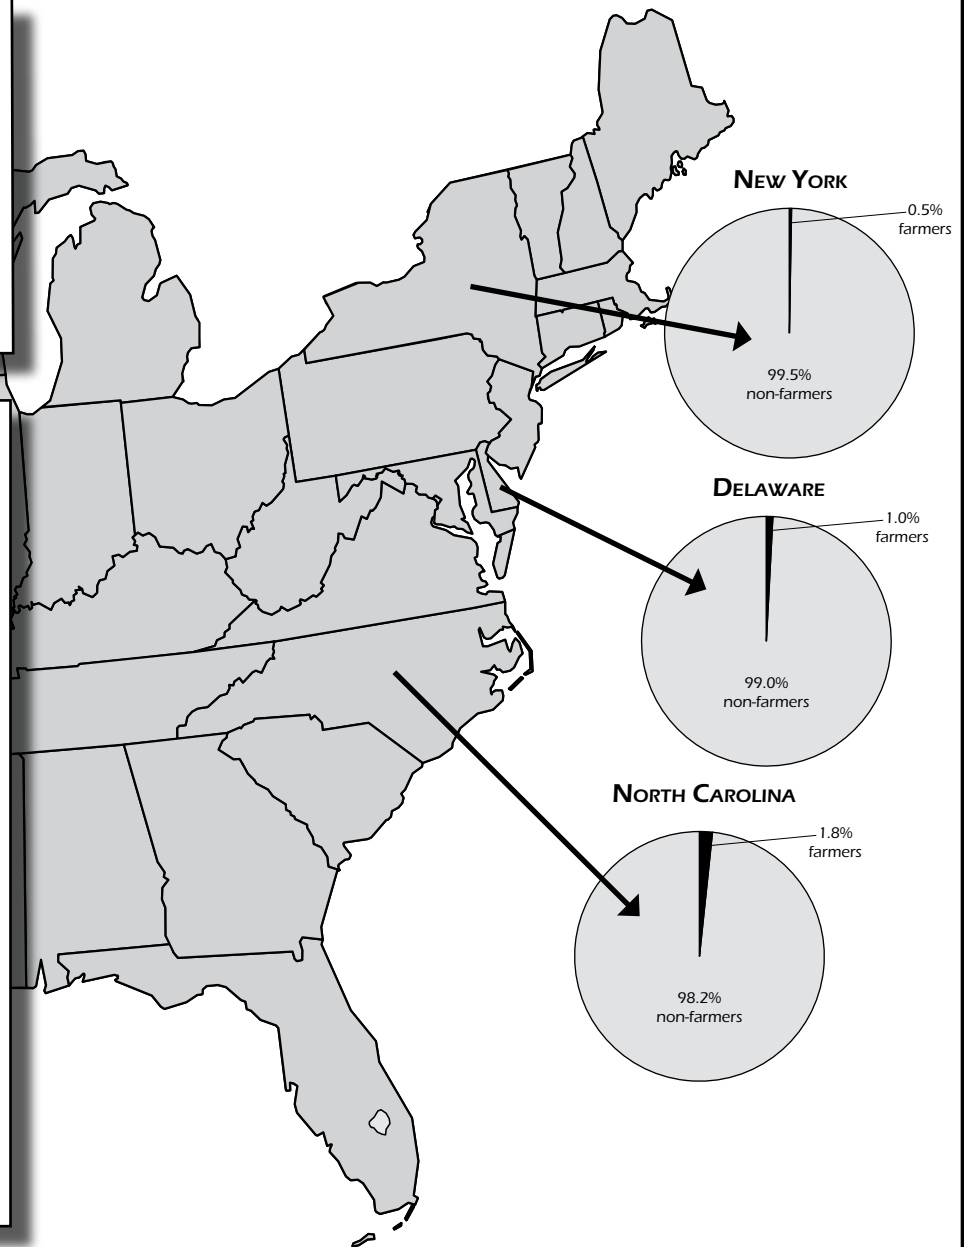 New York
0.5%
farmers
99.5%
non-farmers
Delaware
1.0%
farmers
99.0%
non-farmers
North Carolina
1.8%
farmers
98.2%
non-farmers